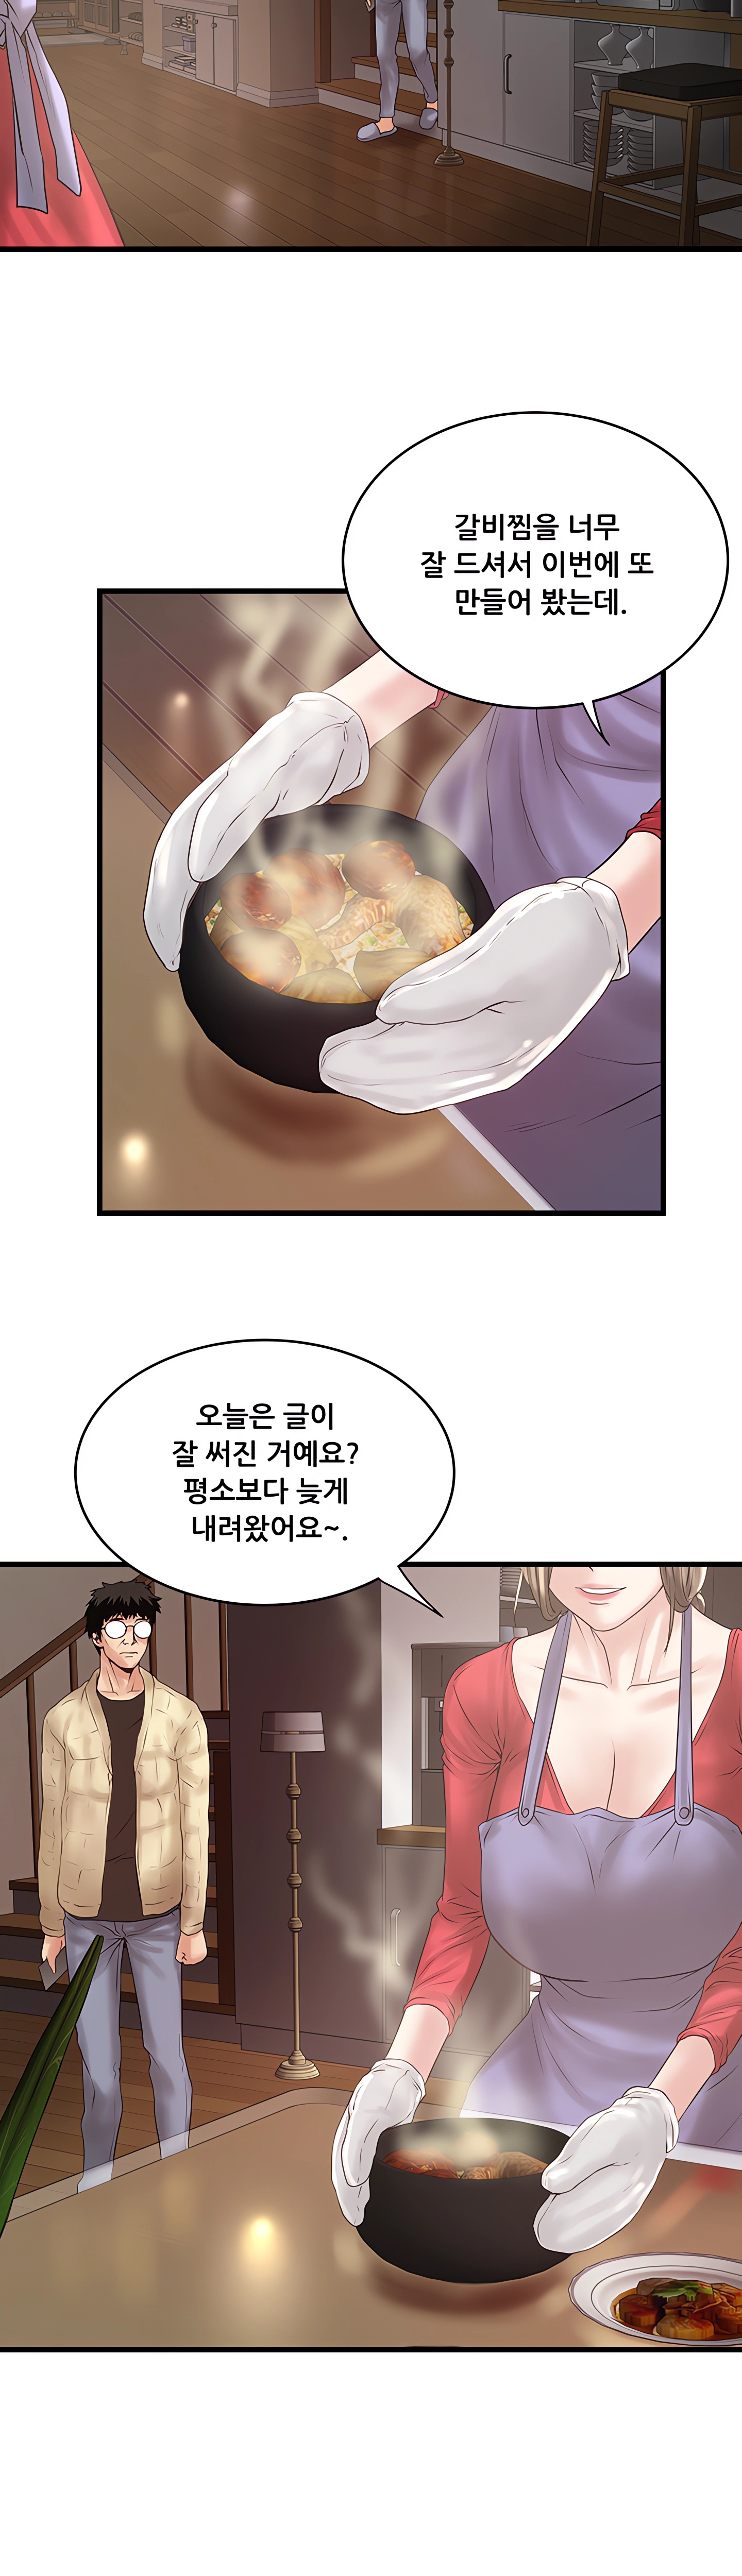 갈비찜을 너무
잘 드셔서 이번에 또
만들어 봤는데.
오늘은 글이
잘 써진 거예요?
평소보다 늦게
내려왔어요~.